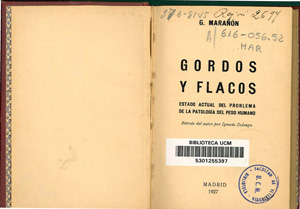 G. MARAÑÓN
616-056.52
MAR
GORDOS
Y FLACOS
ESTADO ACTUAL DEL PROBLEMA
DE LA PATOLOGÍA DEL PESO HUMANO
Retrato del autor por Ignacio Zuloaga
BIBLIOTECA UCM
5301255397
MADRID
1927